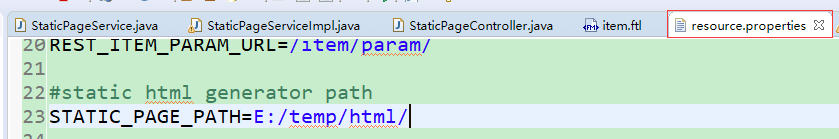 StaticPageService.java StaticPageServiceImpl.java StaticPageController.java item.ftl resource.properties
20 REST_ITEM_PARAM_URL=/item/param/
21
22 #static html generator path
23 STATIC_PAGE_PATH=E:/temp/html/
24